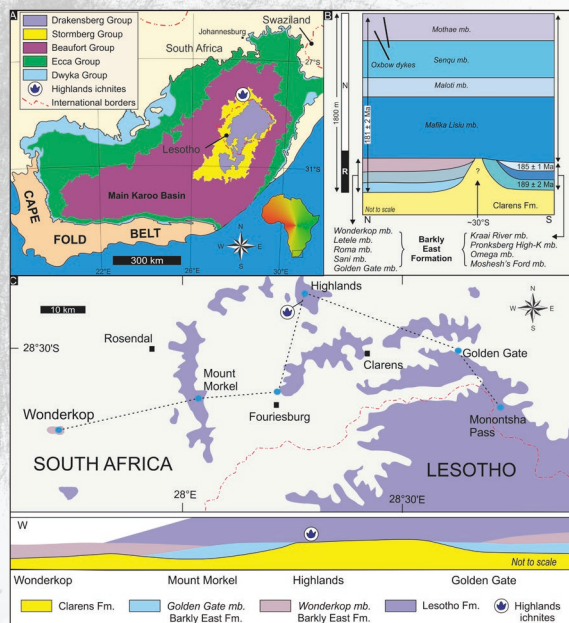 A
Drakensberg Group
Stormberg Group
Beaufort Group
Ecca Group
Dwyka Group
Highlands ichnites
International borders
Johannesburg
Swaziland
South Africa
27°S
Lesotho
31°S
Main Karoo Basin
CAPE
FOLD
BELT
300 km
22°E
26°E
30°E
N
W
E
S
B
Mothae mb.
Oxbow dykes
Senqu mb.
Maloti mb.
Mafika Lisiu mb.
1800 m
N
R
181 ± 2 Ma
185 ± 1 Ma
189 ± 2 Ma
?
Clarens Fm.
Not to scale
N
~30°S
S
Wonderkop mb.
Letele mb.
Roma mb.
Sani mb.
Golden Gate mb.
Barkly
East
Formation
Kraai River mb.
Pronksberg High-K mb.
Omega mb.
Moshesh's Ford mb.
C
10 km
Highlands
N
W
E
S
Rosendal
28°30'S
Mount
Morkel
Clarens
Golden Gate
Wonderkop
Fouriesburg
Monontsha
Pass
SOUTH AFRICA
LESOTHO
28°E
28°30'E
W
Not to scale
Wonderkop
Mount Morkel
Highlands
Golden Gate
Clarens Fm.
Golden Gate mb.
Barkly East Fm.
Wonderkop mb.
Barkly East Fm.
Lesotho Fm.
Highlands
ichnites